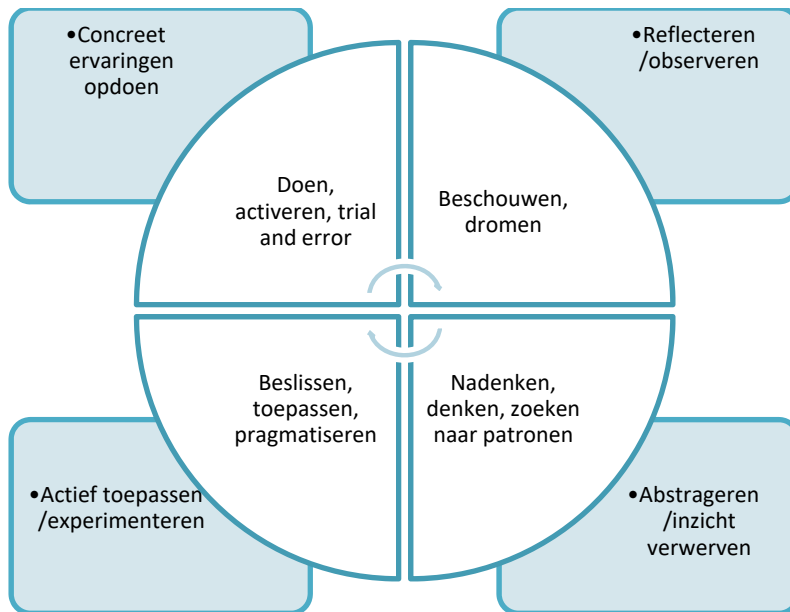 •Concreet
ervaringen
opdoen
•Reflecteren
/observeren
Doen,
activeren, trial
and error
Beschouwen,
dromen
Beslissen,
toepassen,
pragmatiseren
Nadenken,
denken, zoeken
naar patronen
•Actief toepassen
/experimenteren
•Abstrageren
/inzicht
verwerven